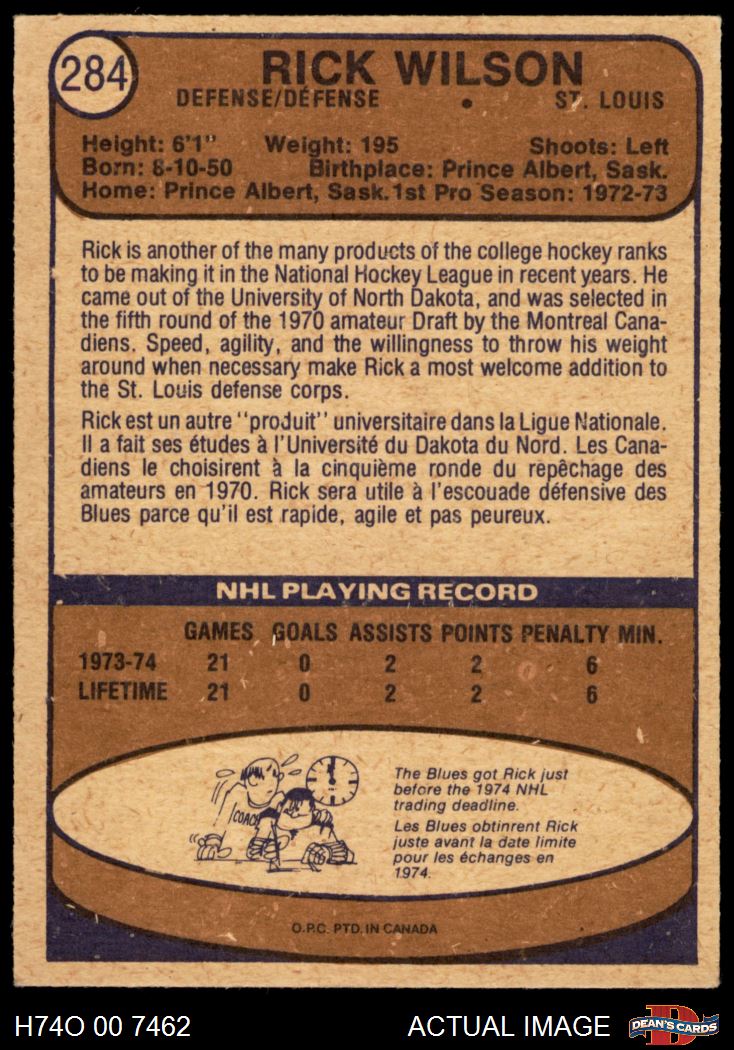 284
RICK WILSON
DEFENSE/DÉFENSE • ST. LOUIS
Height: 6'1" Weight: 195 Shoots: Left
Born: 8-10-50 Birthplace: Prince Albert, Sask.
Home: Prince Albert, Sask. 1st Pro Season: 1972-73
Rick is another of the many products of the college hockey ranks
to be making it in the National Hockey League in recent years. He
came out of the University of North Dakota, and was selected in
the fifth round of the 1970 amateur Draft by the Montreal Cana-
diens. Speed, agility, and the willingness to throw his weight
around when necessary make Rick a most welcome addition to
the St. Louis defense corps.
Rick est un autre "produit" universitaire dans la Ligue Nationale.
Il a fait ses études à l'Université du Dakota du Nord. Les Cana-
diens le choisirent à la cinquième ronde du repêchage des
amateurs en 1970. Rick sera utile à l'escouade défensive des
Blues parce qu'il est rapide, agile et pas peureux.
NHL PLAYING RECORD
GAMES GOALS ASSISTS POINTS PENALTY MIN.
1973-74 21 0 2 2 6
LIFETIME 21 0 2 2 6
COACH
The Blues got Rick just
before the 1974 NHL
trading deadline.
Les Blues obtinrent Rick
juste avant la date limite
pour les échanges en
1974.
O.P.C. PTD. IN CANADA
H74O 00 7462
ACTUAL IMAGE
D
DEAN'S CARDS